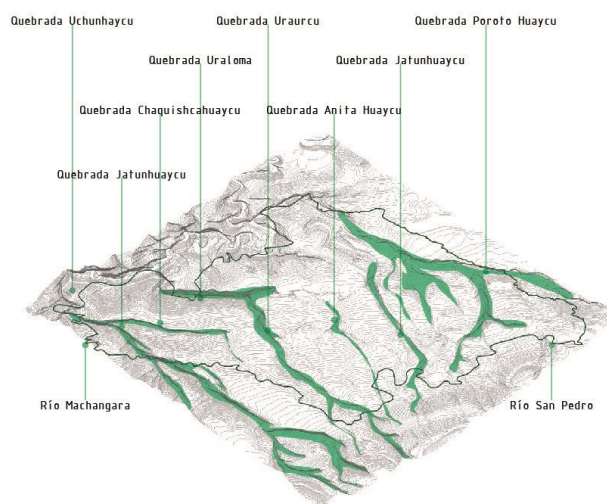 Quebrada Uchunhaycu
Quebrada Uraurcu
Quebrada Poroto Huaycu
Quebrada Uraloma
Quebrada Jatunhuaycu
Quebrada Chaquishcahuaycu
Quebrada Anita Huaycu
Quebrada Jatunhuaycu
Río Machangara
Río San Pedro